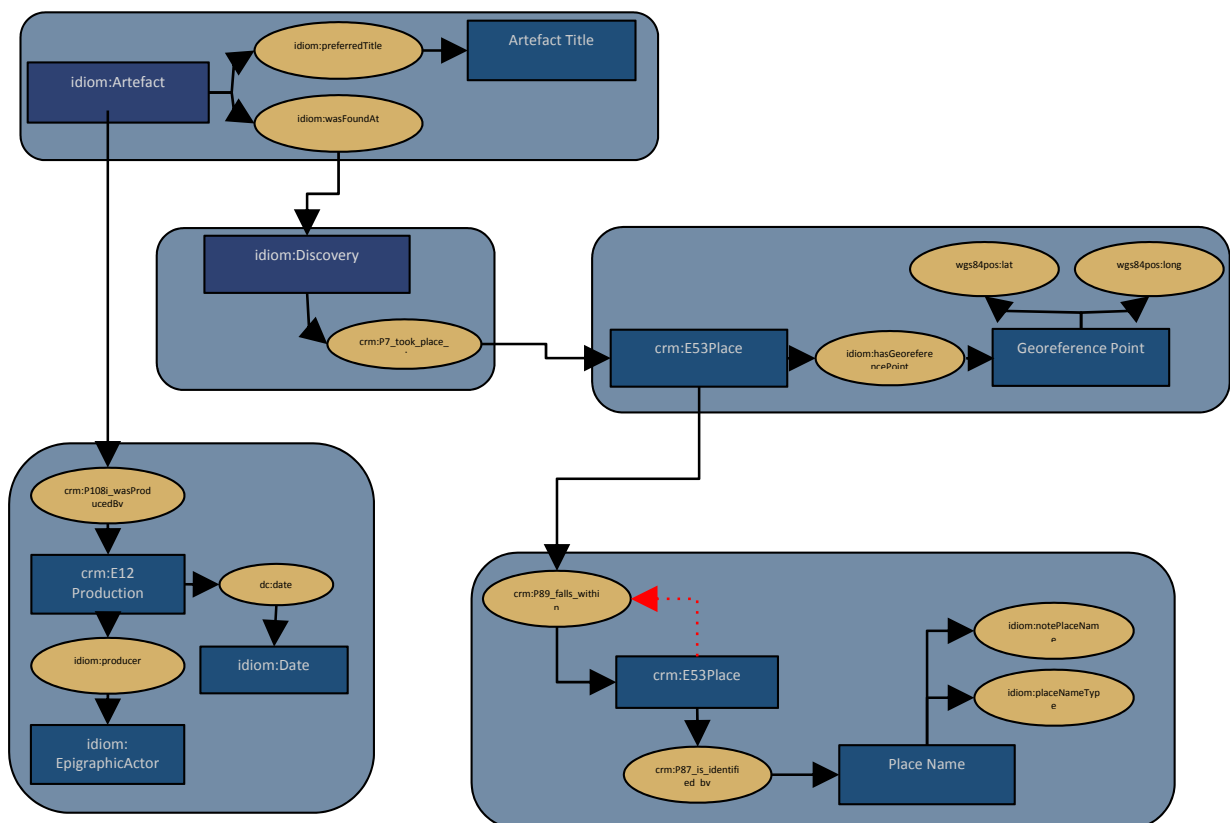 idiom:preferredTitle
Artefact Title
idiom:Artefact
idiom:wasFoundAt
idiom:Discovery
crm:P7_took_place_
wgs84pos:lat
wgs84pos:long
crm:E53Place
idiom:hasGeorefere
ncePoint
Georeference Point
crm:P108i_wasProd
ucedBy
crm:E12
Production
dc:date
idiom:producer
idiom:Date
idiom:
EpigraphicActor
crm:P89_falls_withi
n
crm:E53Place
idiom:notePlaceNam
e
idiom:placeNameTyp
e
crm:P87_is_identifi
ed_by
Place Name